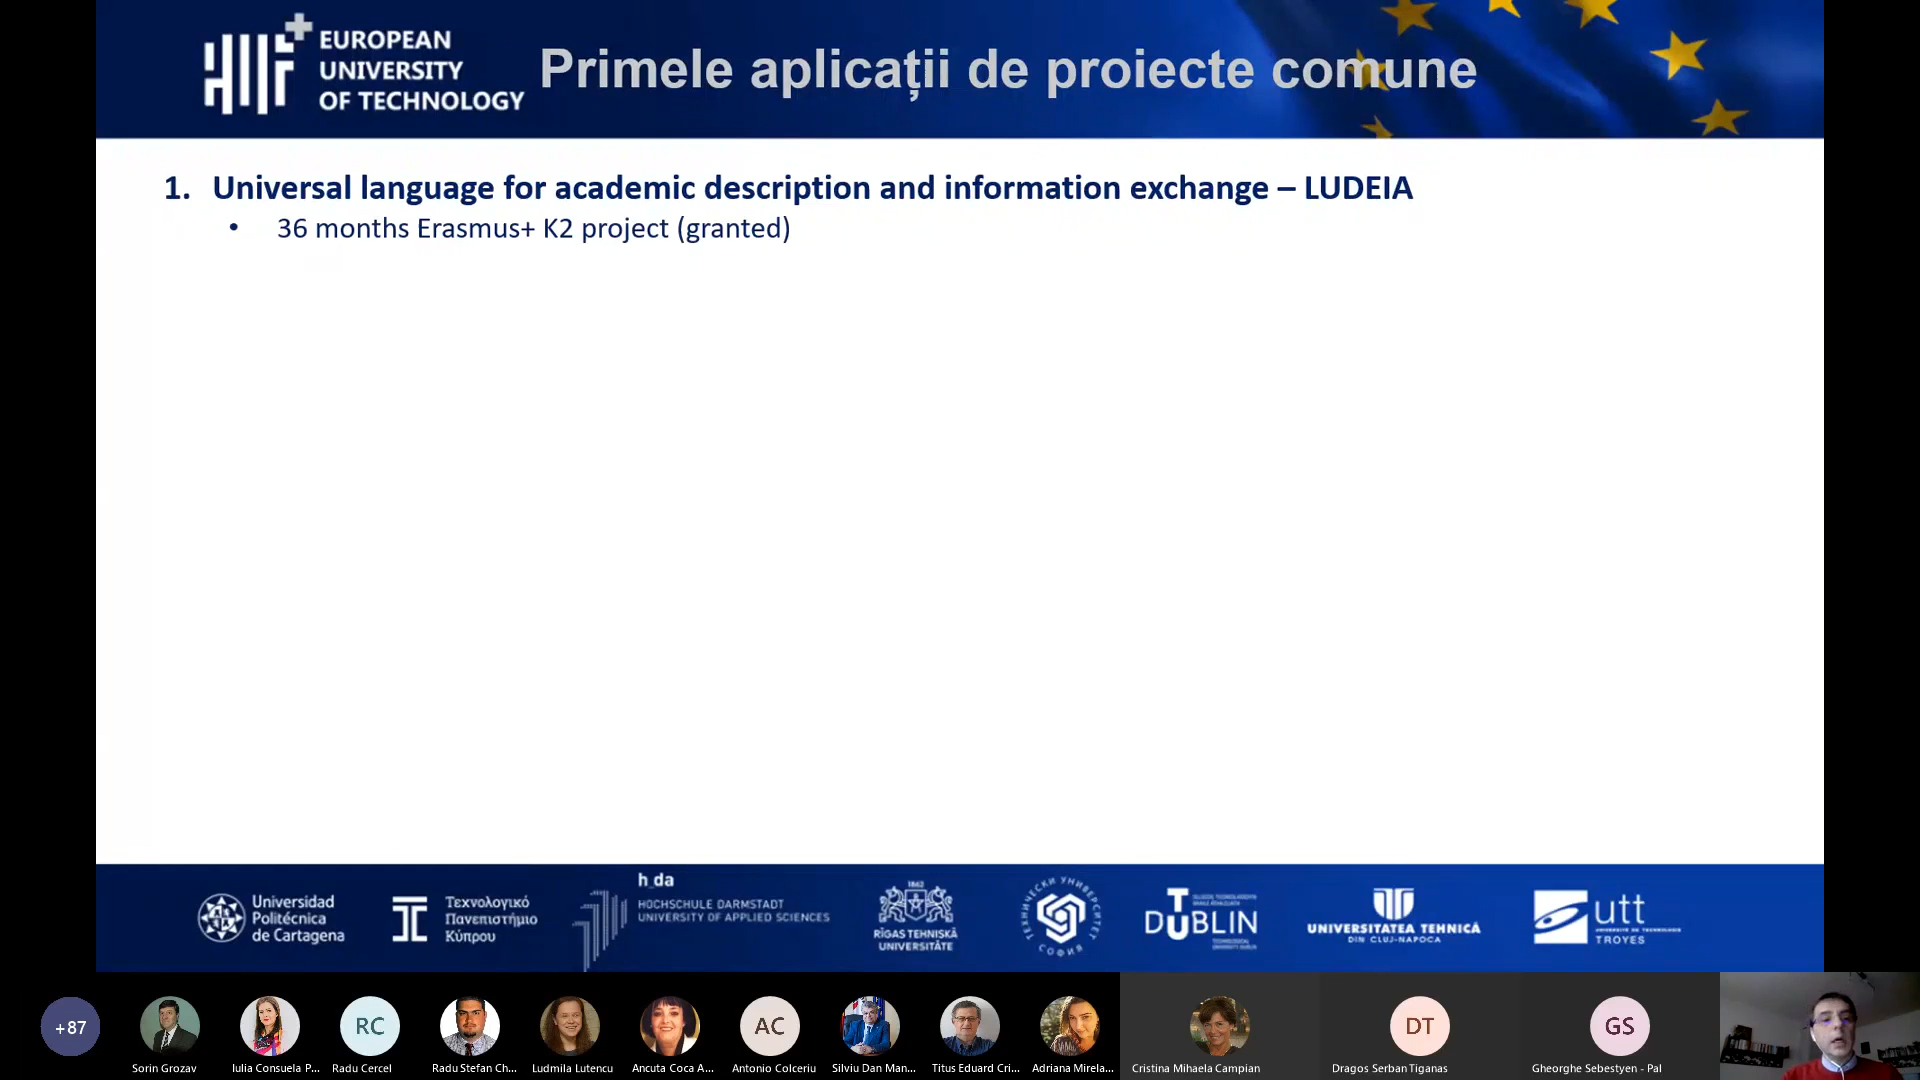 EUROPEAN
UNIVERSITY
OF TECHNOLOGY
Primele aplicații de proiecte comune
1. Universal language for academic description and information exchange – LUDEIA
• 36 months Erasmus+ K2 project (granted)
Universidad
Politécnica
de Cartagena
Τεχνολογικό
Πανεπιστήμιο
Κύπρου
h_da
HOCHSCHULE DARMSTADT
UNIVERSITY OF APPLIED SCIENCES
1862
RĪGAS TEHNISKĀ
UNIVERSITĀTE
ТЕХНИЧЕСКИ УНИВЕРСИТЕТ
СОФИЯ
DUBLIN
UNIVERSITATEA TEHNICĂ
DIN CLUJ-NAPOCA
utt
UNIVERSITÉ DE TECHNOLOGIE
TROYES
+87
RC
AC
DT
GS
Sorin Grozav
Iulia Consuela P...
Radu Cercel
Radu Stefan Ch...
Ludmila Lutencu
Ancuta Coca A...
Antonio Colceriu
Silviu Dan Man...
Titus Eduard Cri...
Adriana Mirela...
Cristina Mihaela Campian
Dragos Serban Tiganas
Gheorghe Sebestyen - Pal